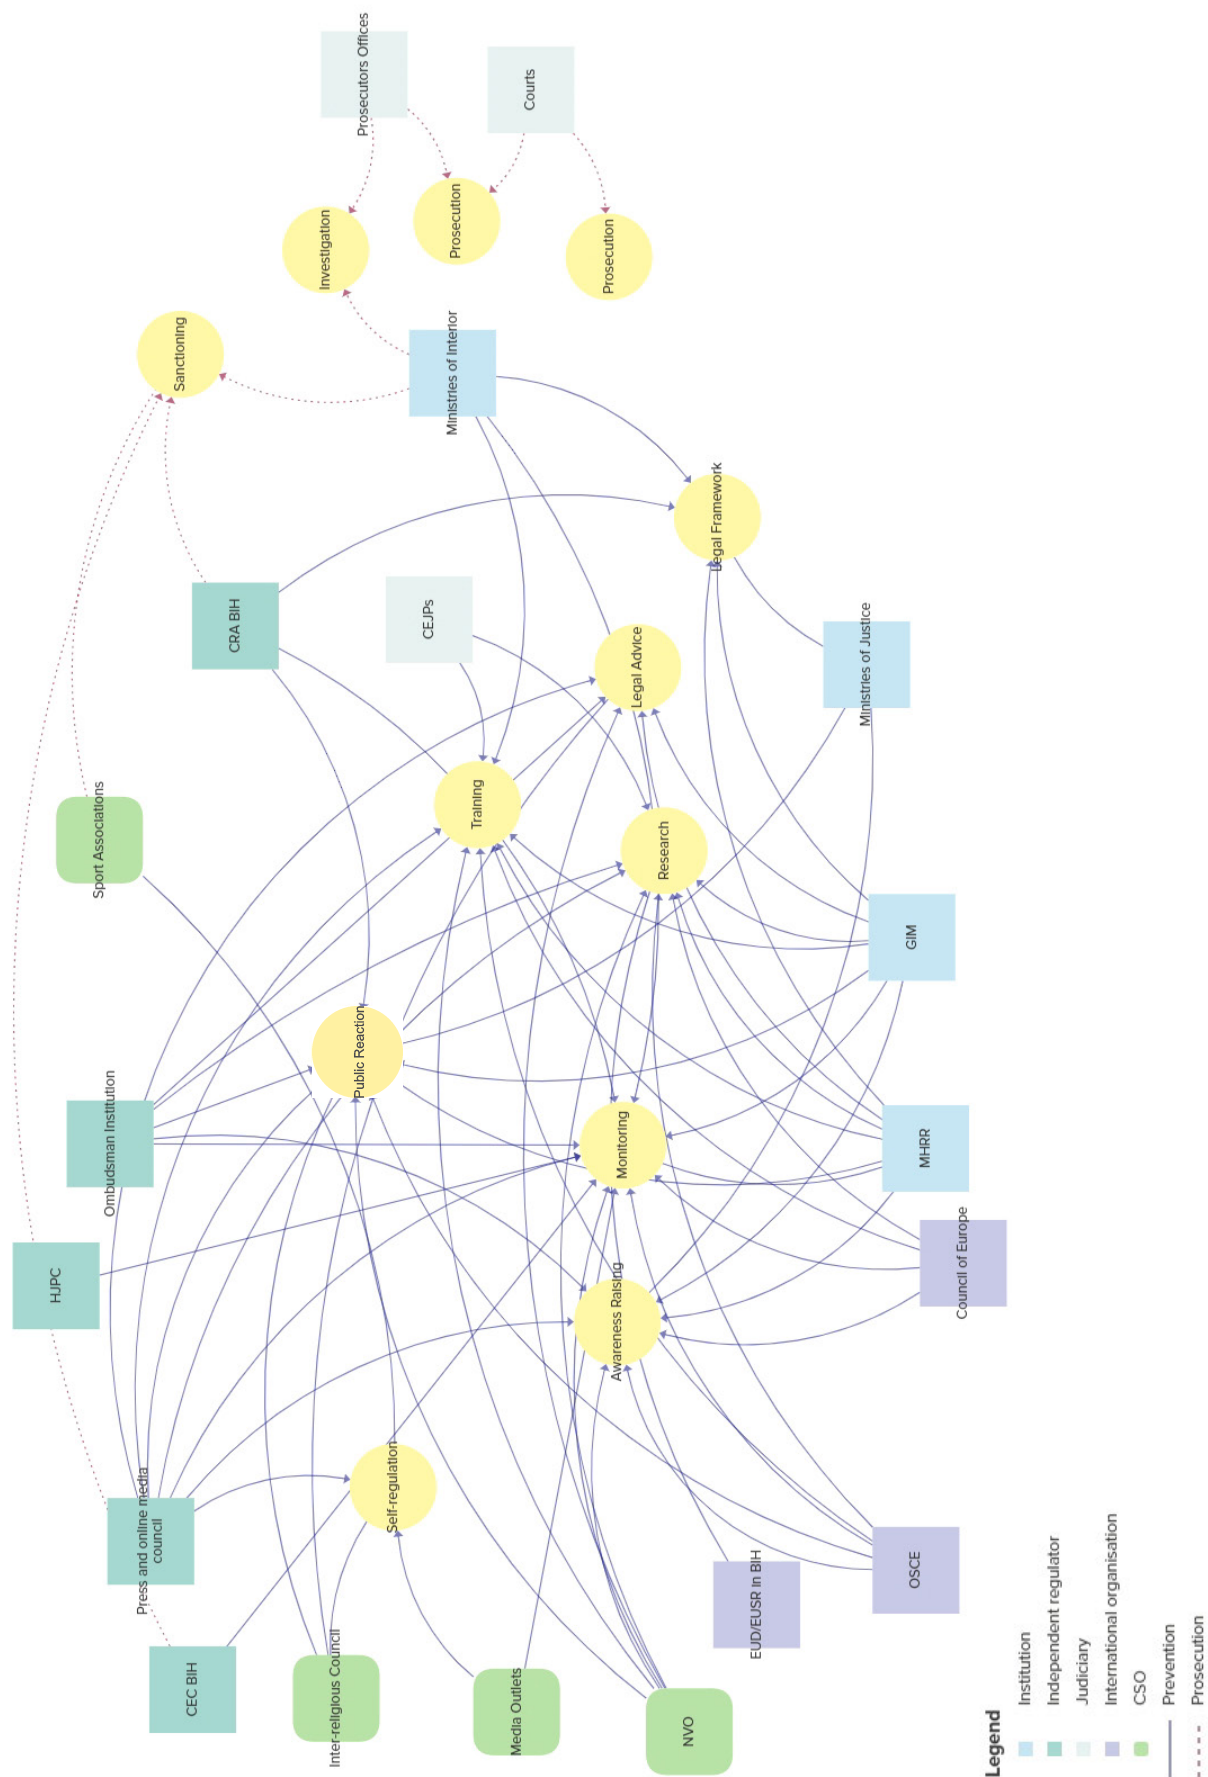 Prosecutors Offices
Courts
Investigation
Prosecution
Prosecution
Sanctioning
Ministries of Interior
Legal Framework
CRA BIH
CEJPs
Legal Advice
Ministries of Justice
Training
Sport Associations
Research
GIM
Public Reaction
Ombudsman Institution
Monitoring
MHRR
HJPC
Council of Europe
Awareness Raising
Self-regulation
Press and online media
council
EUD/EUSR in BIH
OSCE
CEC BIH
Inter-religious Council
Media Outlets
NVO
Legend
Institution
Independent regulator
Judiciary
International organisation
CSO
Prevention
Prosecution